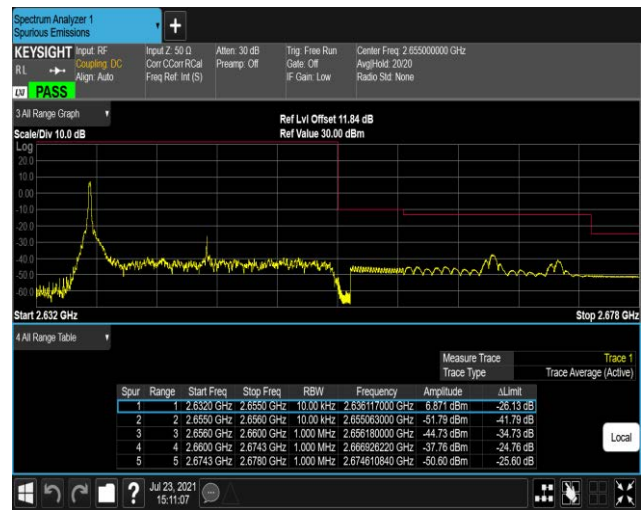 Spectrum Analyzer 1
Spurious Emissions
+
KEYSIGHT Input: RF Input Z: 50 Ω Atten: 30 dB Trig: Free Run Center Freq: 2.655000000 GHz
RL Coupling: DC Corr CCorr RCal Preamp: Off Gate: Off Avg|Hold: 20/20
Align: Auto Freq Ref: Int (S) IF Gain: Low Radio Std: None
LXI PASS
3 All Range Graph
Ref Lvl Offset 11.84 dB
Scale/Div 10.0 dB Ref Value 30.00 dBm
Log
20.0
10.0
0.00
-10.0
-20.0
-30.0
-40.0
-50.0
-60.0
Start 2.632 GHz Stop 2.678 GHz
4 All Range Table
Measure Trace Trace 1
Trace Type Trace Average (Active)
Spur Range Start Freq Stop Freq RBW Frequency Amplitude ΔLimit
1 1 2.6320 GHz 2.6550 GHz 10.00 kHz 2.636117000 GHz 6.871 dBm -26.13 dB
2 2 2.6550 GHz 2.6560 GHz 10.00 kHz 2.655063000 GHz -51.79 dBm -41.79 dB
3 3 2.6560 GHz 2.6600 GHz 1.000 MHz 2.656180000 GHz -44.73 dBm -34.73 dB
4 4 2.6600 GHz 2.6743 GHz 1.000 MHz 2.666926220 GHz -37.76 dBm -24.76 dB
5 5 2.6743 GHz 2.6780 GHz 1.000 MHz 2.674610840 GHz -50.60 dBm -25.60 dB
Local
? Jul 23, 2021
15:11:07